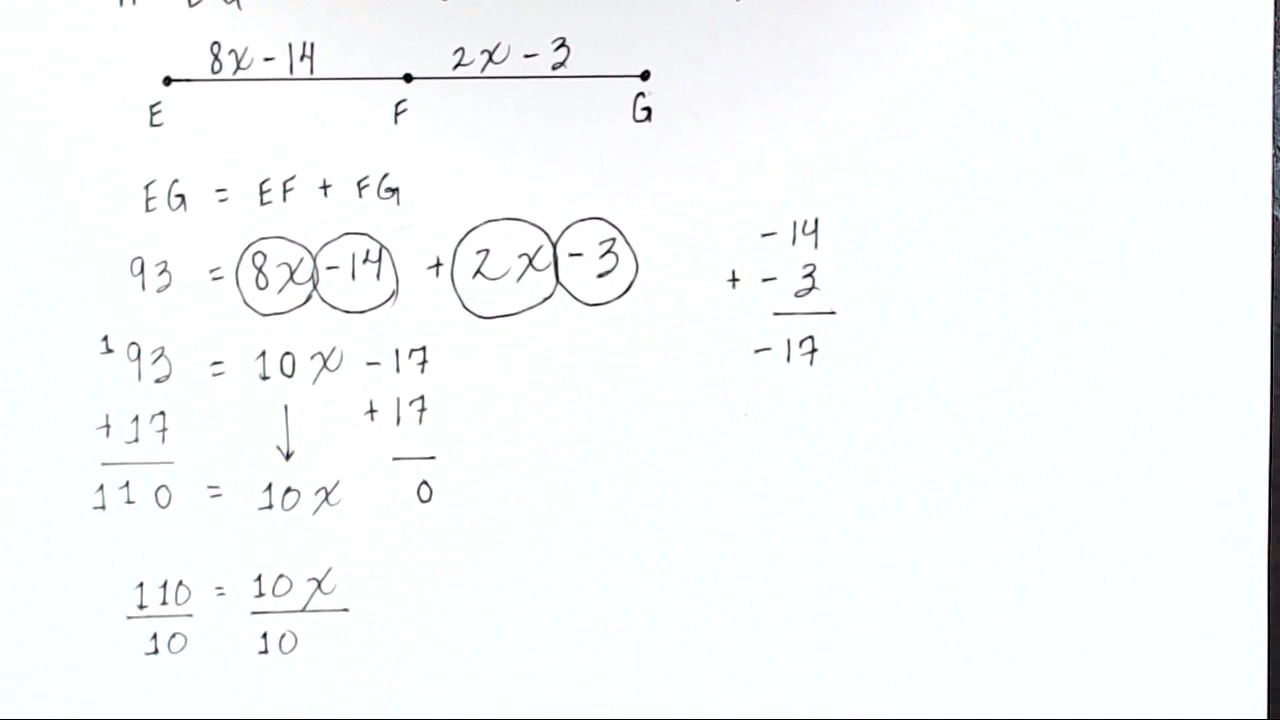 8x - 14 2x - 3
E F G
EG = EF + FG
93 = 8x - 14 + 2x - 3
-14
+ - 3
-17
1 93 = 10x - 17
+17 ↓ +17
110 = 10x 0
110 = 10x
10 10